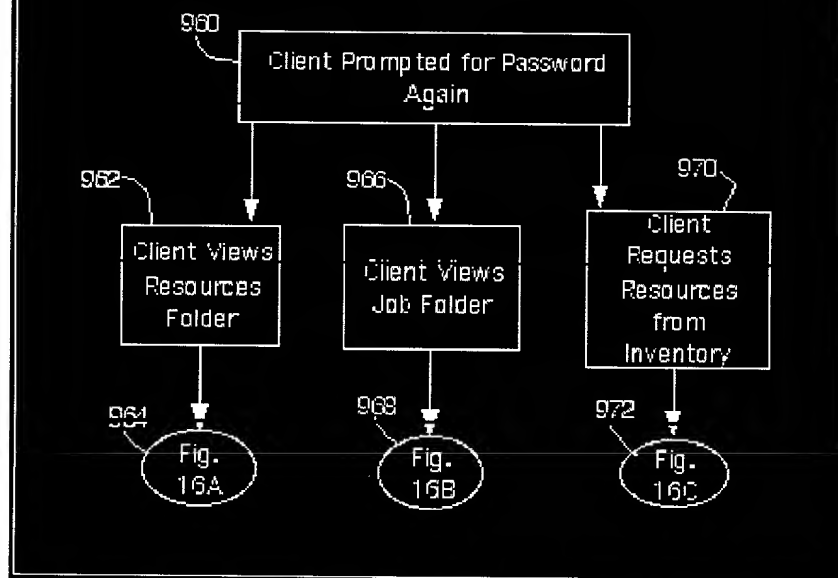 960
Client Prompted for Password
Again
962
966
970
Client Views
Resources
Folder
Client Views
Job Folder
Client
Requests
Resources
from
Inventory
964
968
972
Fig.
16A
Fig.
16B
Fig.
16C